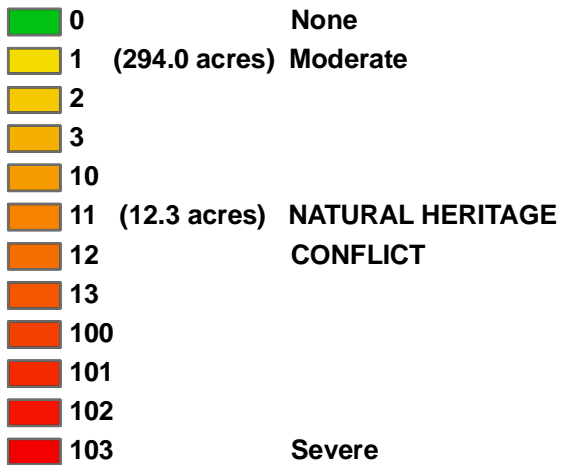 0 None
1 (294.0 acres) Moderate
2
3
10
11 (12.3 acres) NATURAL HERITAGE
12 CONFLICT
13
100
101
102
103 Severe